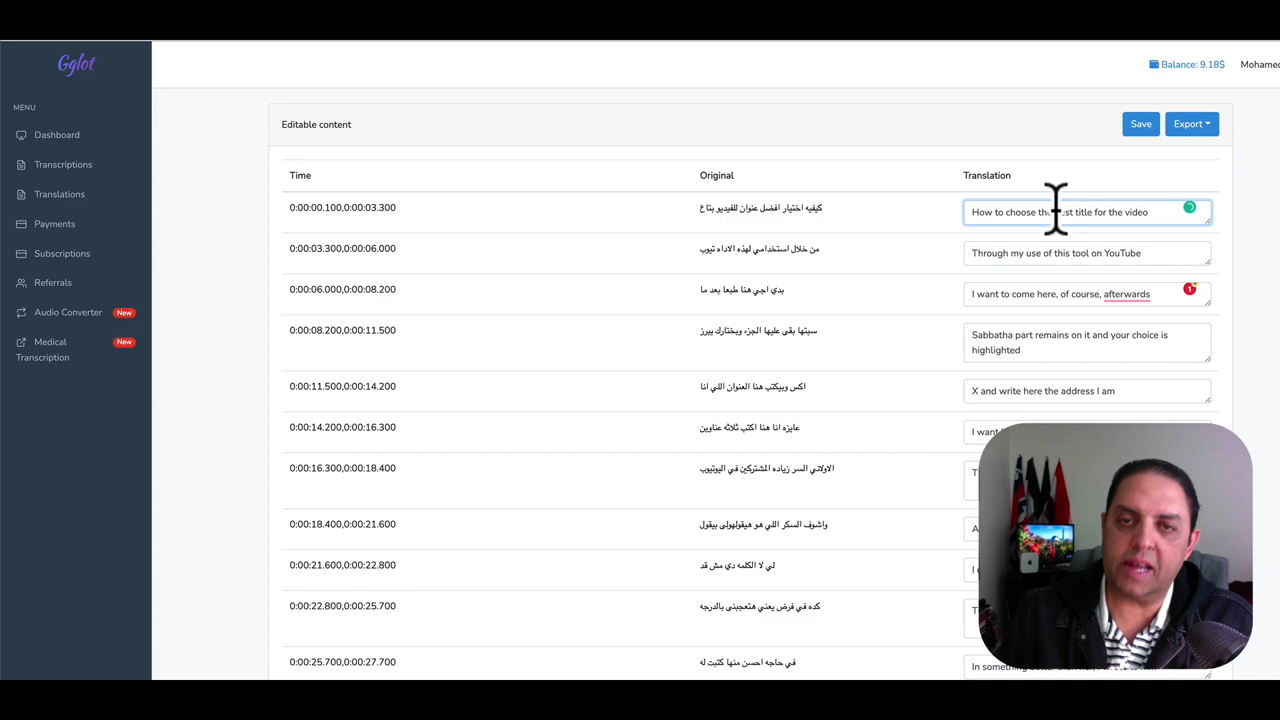 Gglot
Balance: 9.18$
MENU
Dashboard
Transcriptions
Translations
Payments
Subscriptions
Referrals
Audio Converter New
Medical Transcription New
Editable content
Save
Export
Time Original Translation
0:00:00.100,0:00:03.300 كيفيه اختيار افضل عنوان للفيديو بتاع How to choose the st title for the video
0:00:03.300,0:00:06.000 من خلال استخدامي لهذه الاداه تيوب Through my use of this tool on YouTube
0:00:06.000,0:00:08.200 بدي اجي هنا طبعا بعد ما I want to come here, of course, afterwards
1
0:00:08.200,0:00:11.500 سبتها بقى عليها الجزء وبختارك يبرز Sabbatha part remains on it and your choice is
highlighted
0:00:11.500,0:00:14.200 اكس وبيكتب هنا العنوان اللي انا X and write here the address I am
0:00:14.200,0:00:16.300 عايزه انا هنا اكتب ثلاثه عناوين I want
0:00:16.300,0:00:18.400 الاولاني السر زياده المشتركين في اليوتيوب
0:00:18.400,0:00:21.600 واشوف السكر اللي هو هيقولهولى بيقول
0:00:21.600,0:00:22.800 لي لا الكلمه دي مش قد
0:00:22.800,0:00:25.700 كده في فرض يعني هتعجبنى بالدرجه
0:00:25.700,0:00:27.700 في حاجه احسن منها كتبت له In something